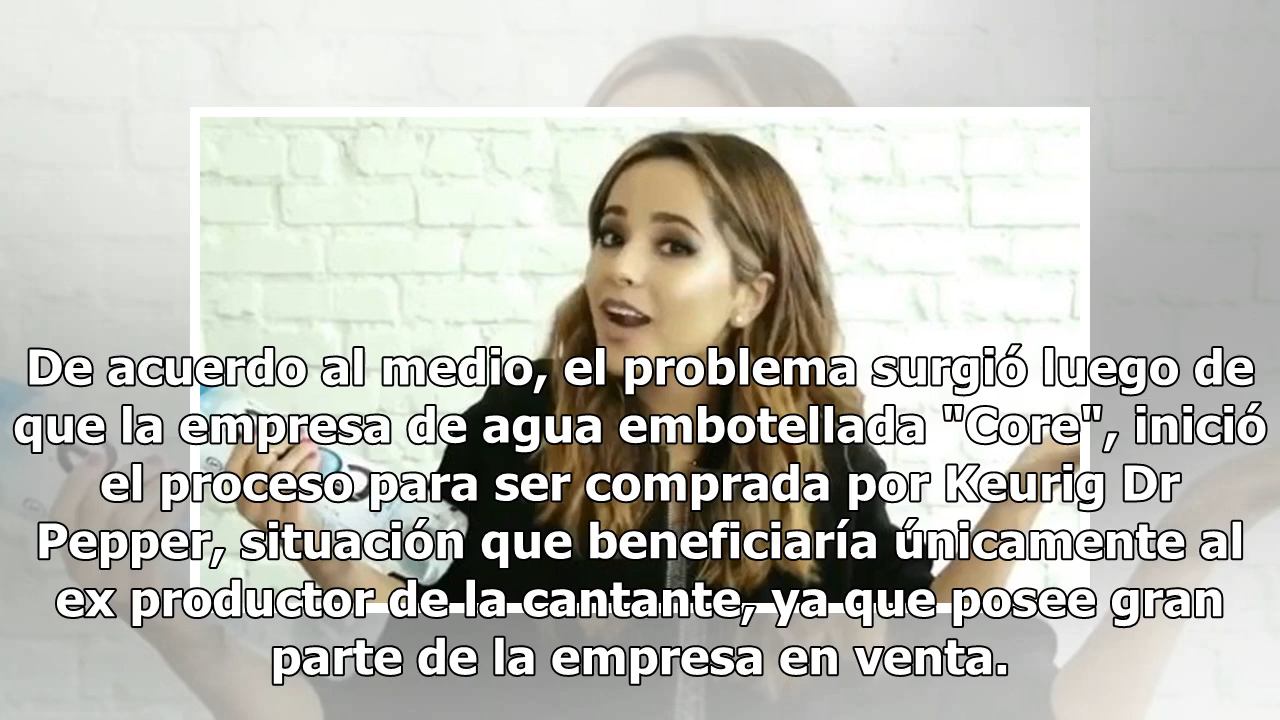 De acuerdo al medio, el problema surgió luego de
que la empresa de agua embotellada "Core", inició
el proceso para ser comprada por Keurig Dr
Pepper, situación que beneficiaría únicamente al
ex productor de la cantante, ya que posee gran
parte de la empresa en venta.